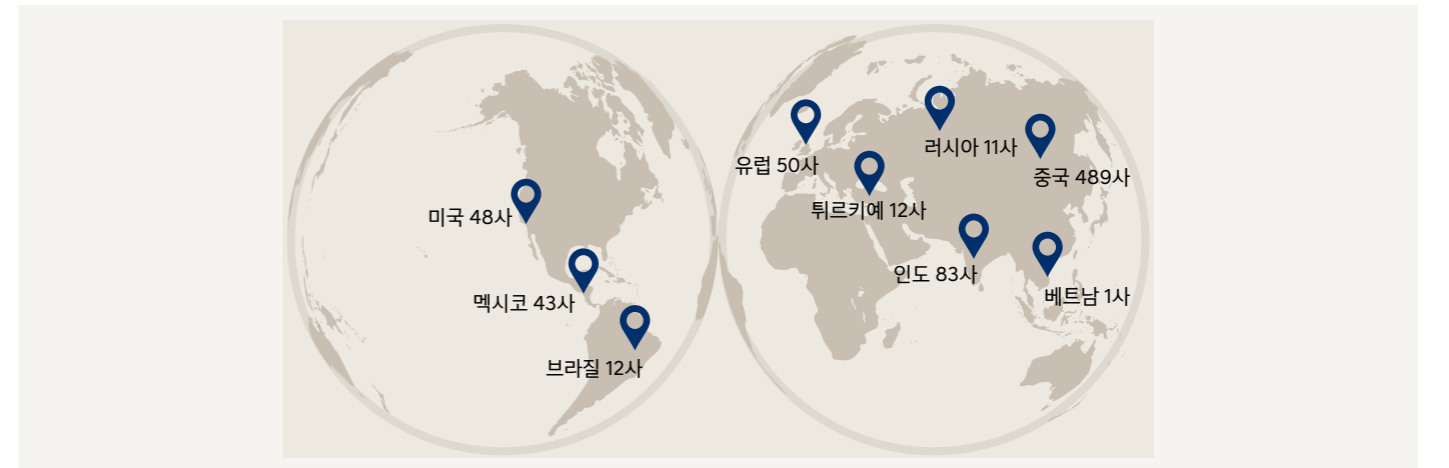 미국 48사
멕시코 43사
브라질 12사
유럽 50사
러시아 11사
중국 489사
튀르키예 12사
인도 83사
베트남 1사